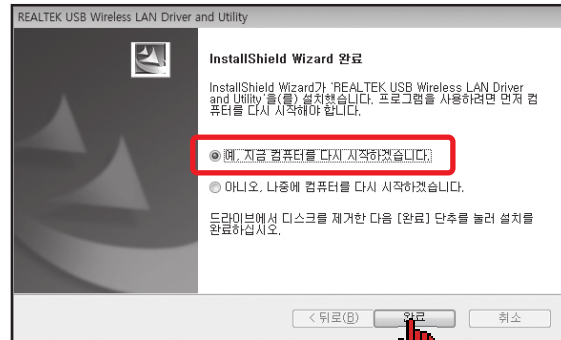 REALTEK USB Wireless LAN Driver and Utility
InstallShield Wizard 완료
InstallShield Wizard가 'REALTEK USB Wireless LAN Driver
and Utility'을(를) 설치했습니다. 프로그램을 사용하려면 먼저 컴
퓨터를 다시 시작해야 합니다.
예, 지금 컴퓨터를 다시 시작하겠습니다.
아니오, 나중에 컴퓨터를 다시 시작하겠습니다.
드라이브에서 디스크를 제거한 다음 [완료] 단추를 눌러 설치를
완료하십시오.
< 뒤로(B) 완료 취소